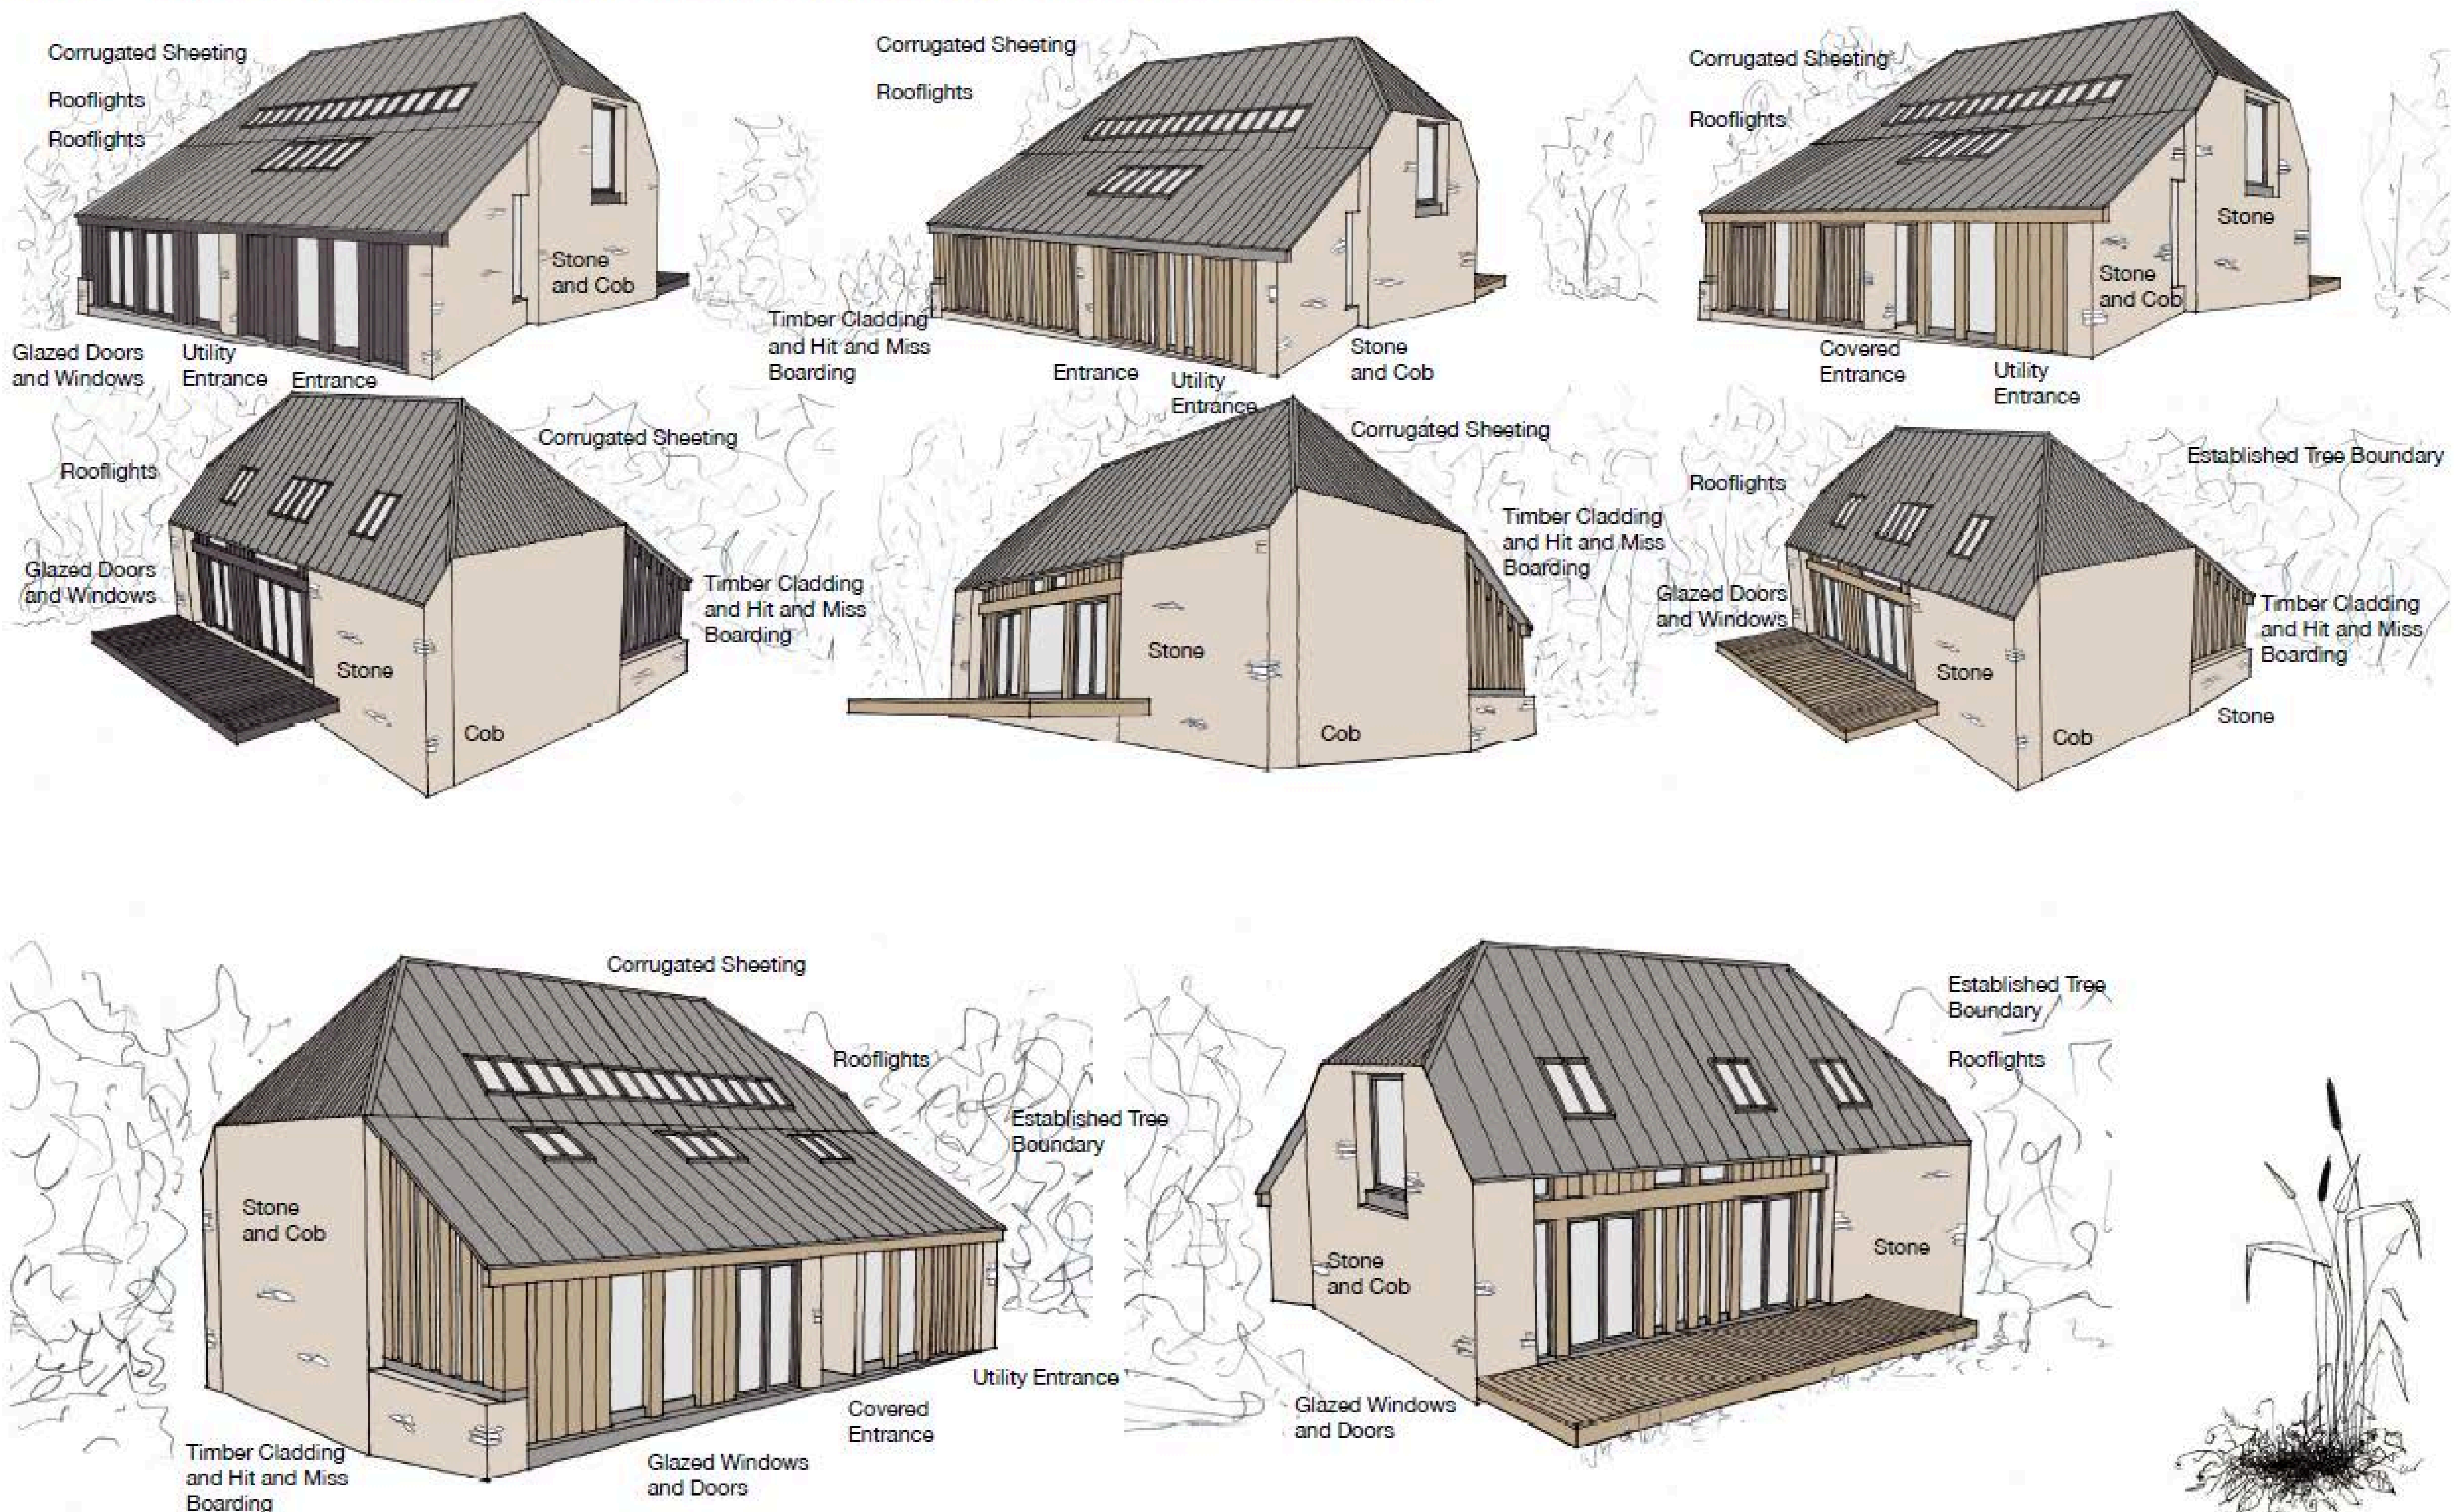 Corrugated Sheeting
Rooflights
Rooflights
Stone
and Cob
Glazed Doors
and Windows
Utility
Entrance
Entrance
Corrugated Sheeting
Rooflights
Timber Cladding
and Hit and Miss
Boarding
Entrance
Utility
Entrance
Stone
and Cob
Corrugated Sheeting
Rooflights
Stone
Stone
and Cob
Covered
Entrance
Utility
Entrance
Rooflights
Corrugated Sheeting
Glazed Doors
and Windows
Timber Cladding
and Hit and Miss
Boarding
Stone
Cob
Corrugated Sheeting
Timber Cladding
and Hit and Miss
Boarding
Stone
Cob
Rooflights
Established Tree Boundary
Glazed Doors
and Windows
Timber Cladding
and Hit and Miss
Boarding
Stone
Stone
Cob
Corrugated Sheeting
Rooflights
Established Tree
Boundary
Stone
and Cob
Utility Entrance
Covered
Entrance
Timber Cladding
and Hit and Miss
Boarding
Glazed Windows
and Doors
Established Tree
Boundary
Rooflights
Stone
Stone
and Cob
Glazed Windows
and Doors